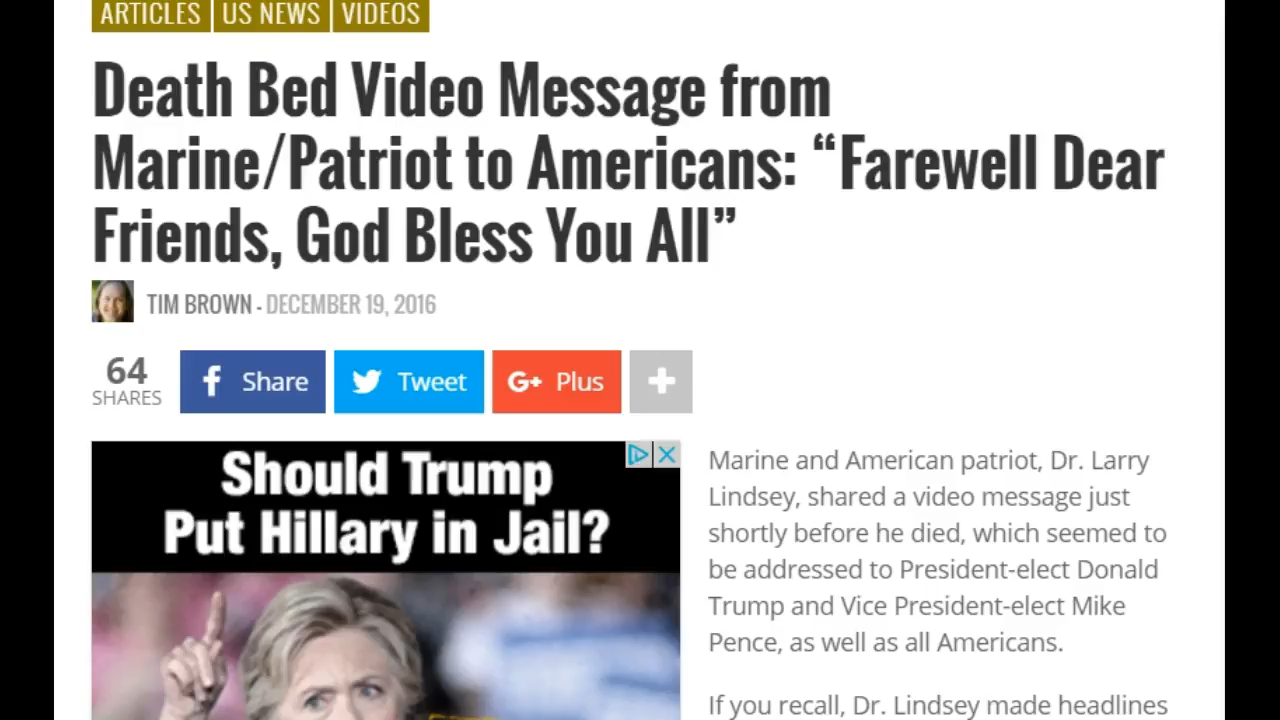 ARTICLES US NEWS VIDEOS
Death Bed Video Message from
Marine/Patriot to Americans: “Farewell Dear
Friends, God Bless You All”
TIM BROWN - DECEMBER 19, 2016
64
SHARES
Share
Tweet
G+ Plus
Should Trump
Put Hillary in Jail?
Marine and American patriot, Dr. Larry
Lindsey, shared a video message just
shortly before he died, which seemed to
be addressed to President-elect Donald
Trump and Vice President-elect Mike
Pence, as well as all Americans.
If you recall, Dr. Lindsey made headlines